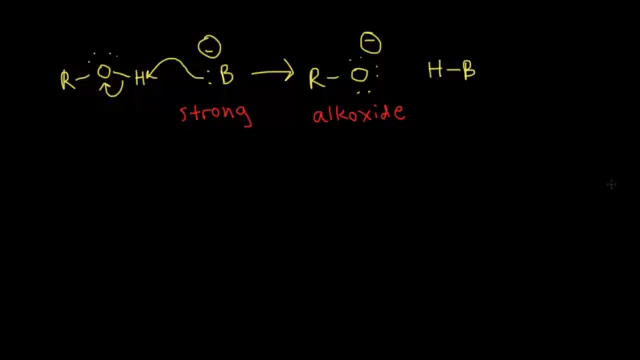 R-O-H :B⊖ → R-O⊖ H-B
strong alkoxide